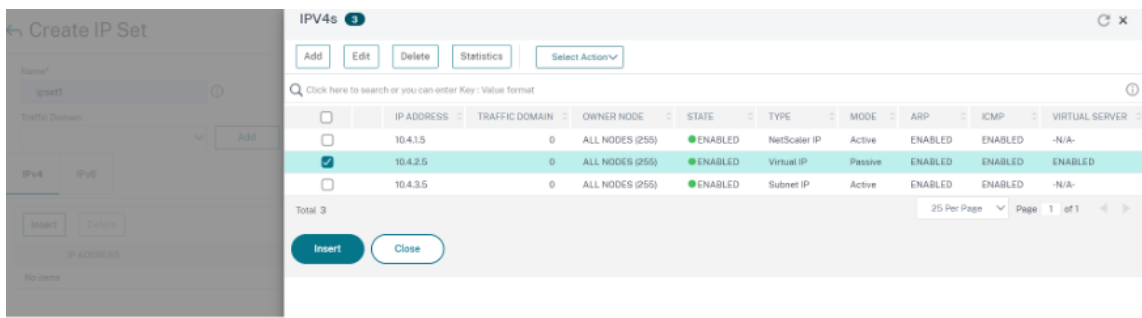 Create IP Set
Name*
ipset1
Traffic Domain
Add
IPv4 IPv6
Insert Delete
IP ADDRESS
No items
IPV4s 3
Add Edit Delete Statistics Select Action
Click here to search or you can enter Key : Value format
IP ADDRESS TRAFFIC DOMAIN OWNER NODE STATE TYPE MODE ARP ICMP VIRTUAL SERVER
10.4.1.5 0 ALL NODES (255) ENABLED NetScaler IP Active ENABLED ENABLED -N/A-
10.4.2.5 0 ALL NODES (255) ENABLED Virtual IP Passive ENABLED ENABLED ENABLED
10.4.3.5 0 ALL NODES (255) ENABLED Subnet IP Active ENABLED ENABLED -N/A-
Total 3
25 Per Page Page 1 of 1
Insert Close